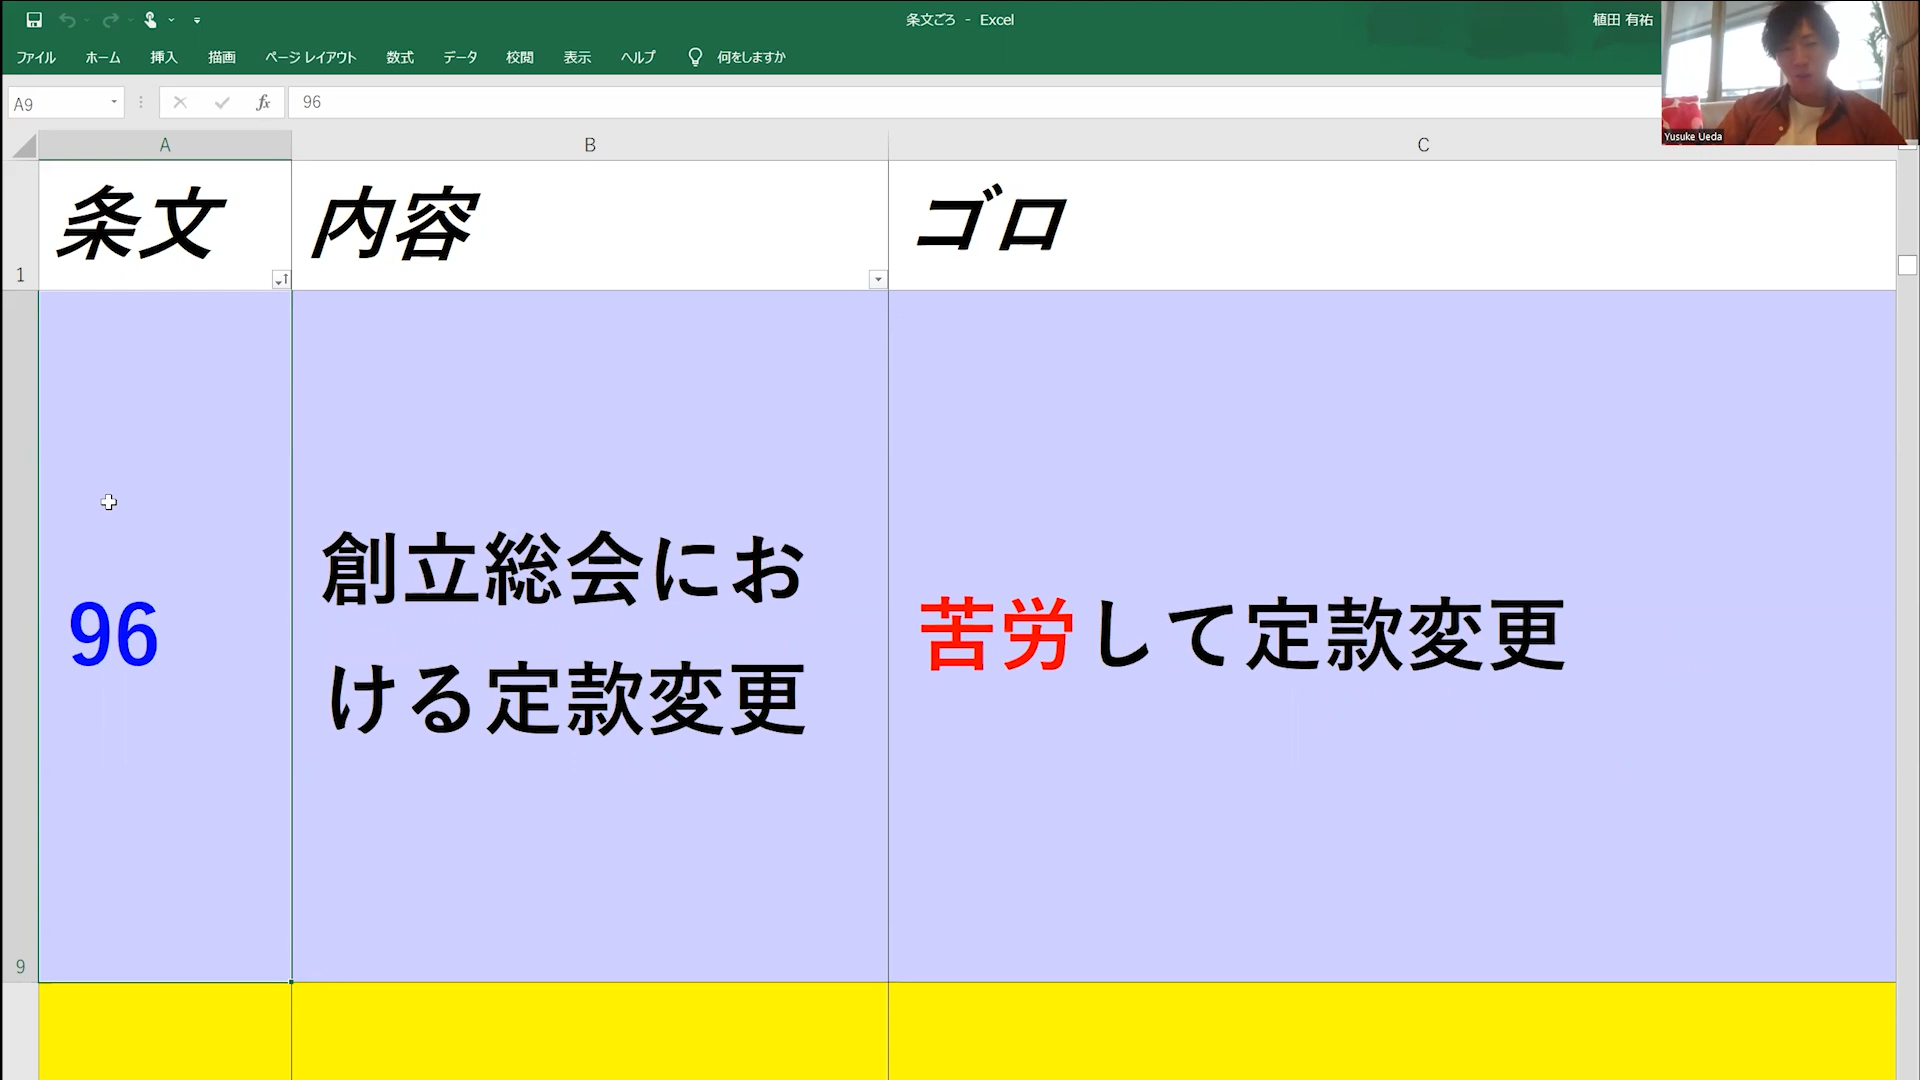 条文ごろ - Excel
植田 有祐
ファイル ホーム 挿入 描画 ページ レイアウト 数式 データ 校閲 表示 ヘルプ 何をしますか
A9 fx 96
Yusuke Ueda
A B C
1 条文 内容 ゴロ
創立総会にお
96 苦労して定款変更
ける定款変更
9